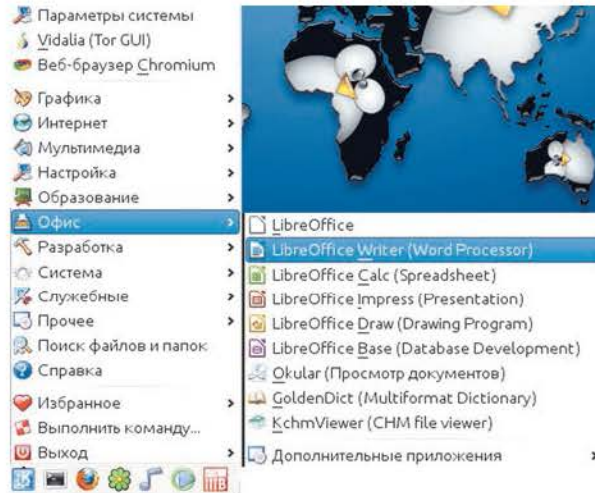 Параметры системы
Vidalia (Tor GUI)
Веб-браузер Chromium
Графика
Интернет
Мультимедиа
Настройка
Образование
Офис
Разработка
Система
Служебные
Прочее
Поиск файлов и папок
Справка
Избранное
Выполнить команду...
Выход
LibreOffice
LibreOffice Writer (Word Processor)
LibreOffice Calc (Spreadsheet)
LibreOffice Impress (Presentation)
LibreOffice Draw (Drawing Program)
LibreOffice Base (Database Development)
Okular (Просмотр документов)
GoldenDict (Multiformat Dictionary)
KchmViewer (CHM file viewer)
Дополнительные приложения